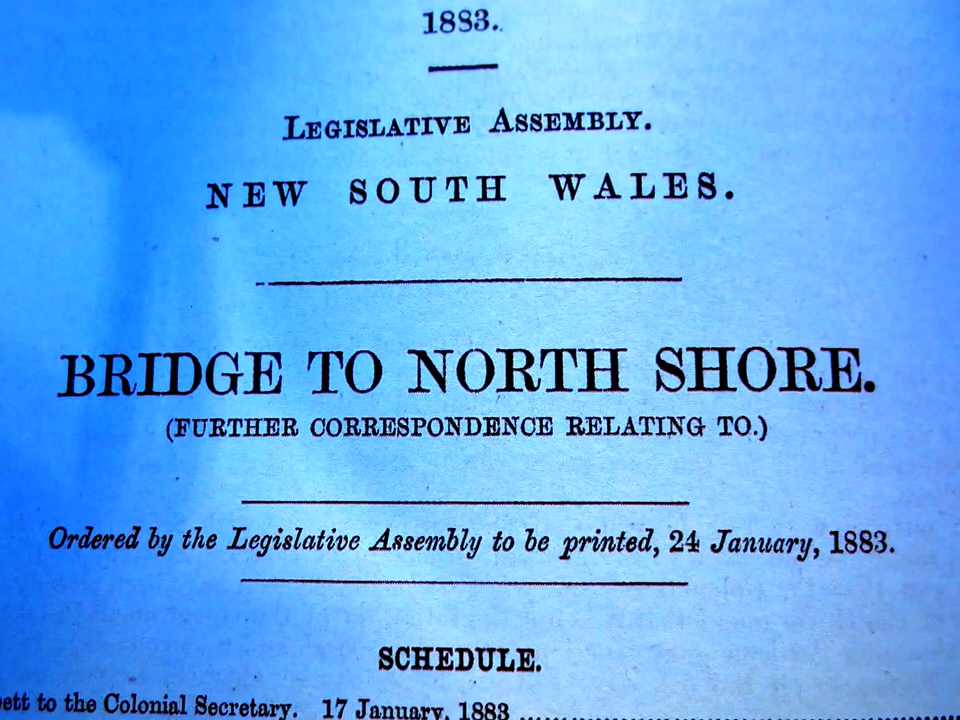 1883.
LEGISLATIVE ASSEMBLY.
NEW SOUTH WALES.
BRIDGE TO NORTH SHORE.
(FURTHER CORRESPONDENCE RELATING TO.)
Ordered by the Legislative Assembly to be printed, 24 January, 1883.
SCHEDULE.
to the Colonial Secretary. 17 January, 1883